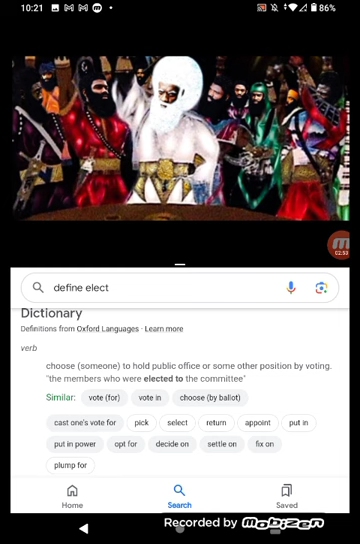 10:21
86%
02:53
define elect
Dictionary
Definitions from Oxford Languages · Learn more
verb
choose (someone) to hold public office or some other position by voting.
"the members who were elected to the committee"
Similar: vote (for) vote in choose (by ballot)
cast one's vote for pick select return appoint put in
put in power opt for decide on settle on fix on
plump for
Home Search Saved
Recorded by mobizen